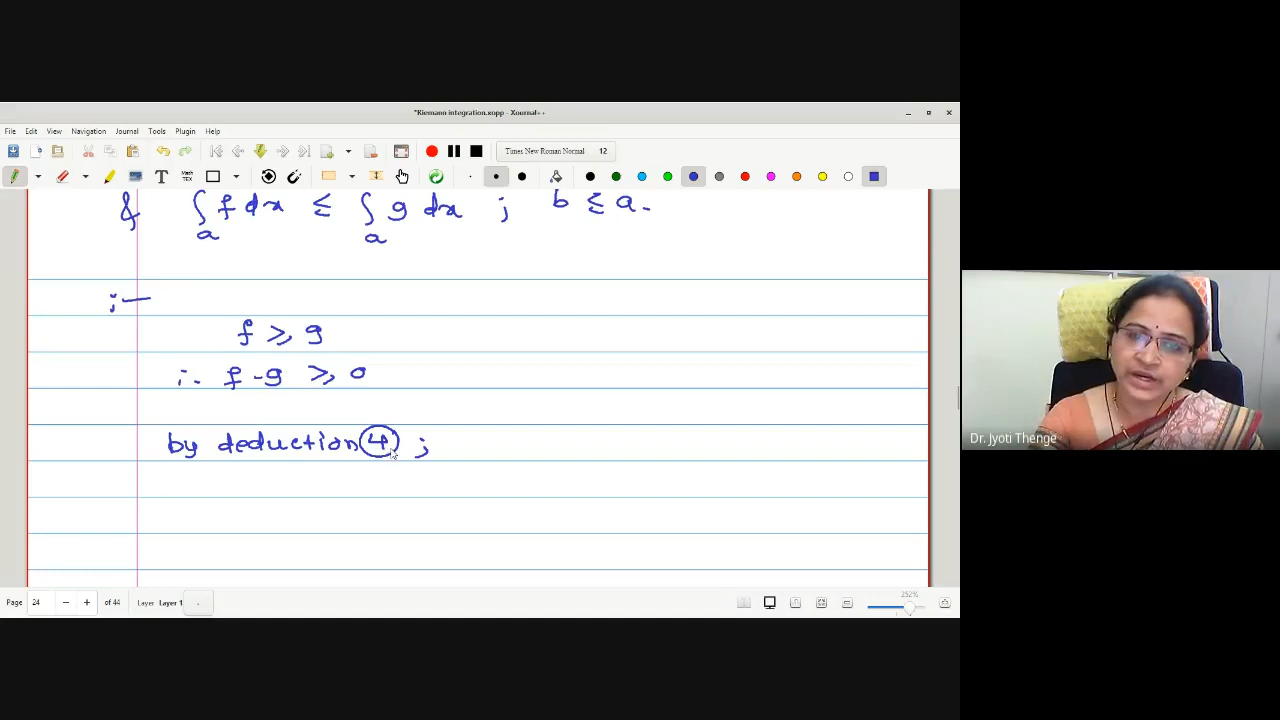 *Riemann integration.xopp - Xournal++
File Edit View Navigation Journal Tools Plugin Help
Times New Roman Normal 12
& ∫ f dx ≤ ∫ g dx ; b ≤ a.
a a
:—
f ≥ g
∴ f - g ≥ 0
by deduction 4 ;
Dr. Jyoti Thenge
Page 24 of 44 Layer Layer 1
252%